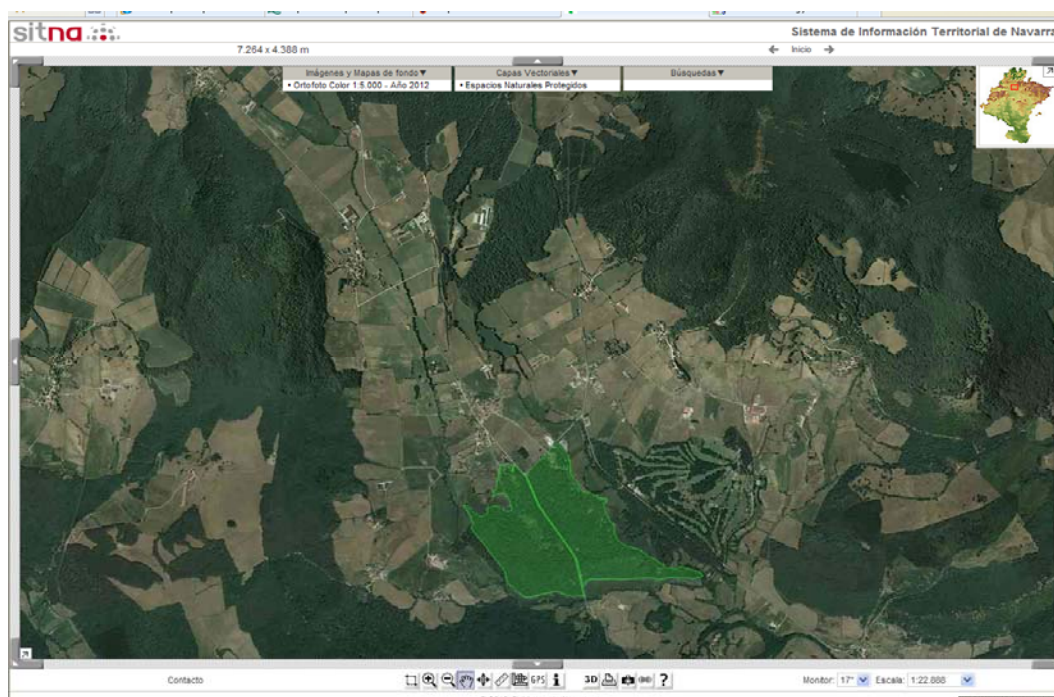 sitna
Sistema de Información Territorial de Navarra
7.264 x 4.388 m
Inicio
Imágenes y Mapas de fondo▼
Capas Vectoriales▼
Búsquedas▼
• Ortofoto Color 1:5.000 - Año 2012
• Espacios Naturales Protegidos
Contacto
GPS
i
3D
?
Monitor: 17" Escala: 1:22.888